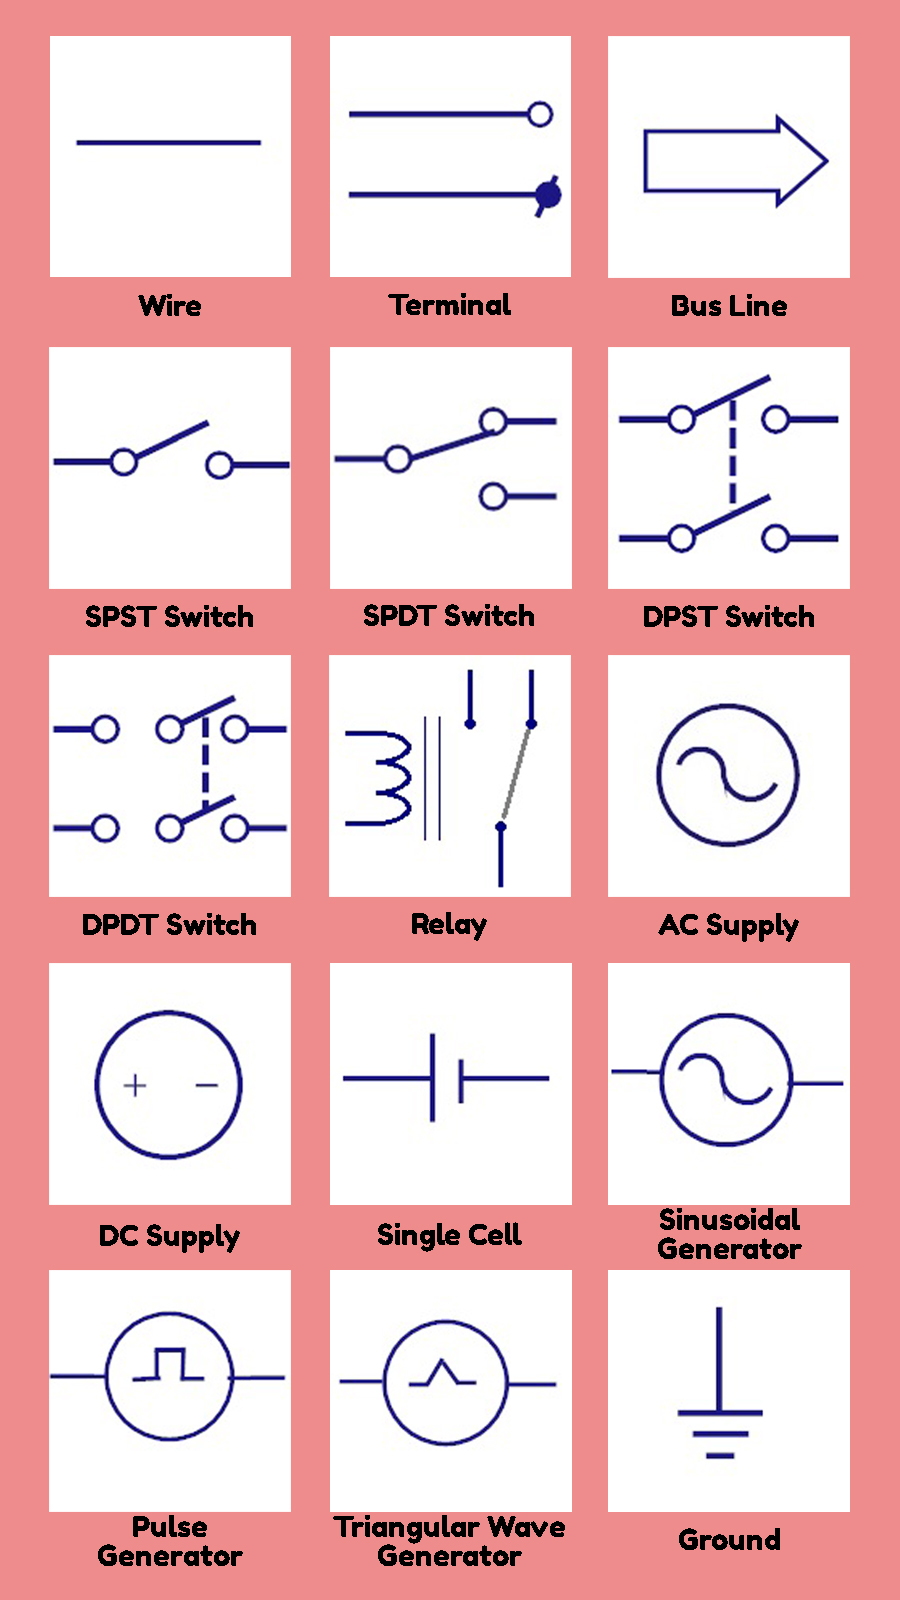 Wire
Terminal
Bus Line
SPST Switch
SPDT Switch
DPST Switch
DPDT Switch
Relay
AC Supply
+ −
DC Supply
Single Cell
Sinusoidal
Generator
Pulse
Generator
Triangular Wave
Generator
Ground